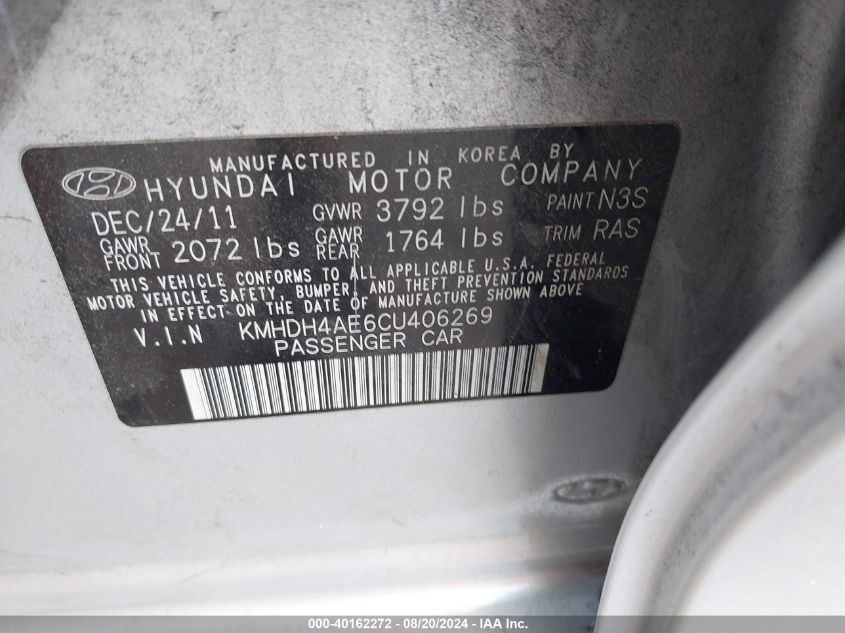 MANUFACTURED IN KOREA BY
HYUNDAI MOTOR COMPANY
DEC/24/11 GVWR 3792 lbs PAINT N3S
GAWR FRONT 2072 lbs GAWR REAR 1764 lbs TRIM RAS
THIS VEHICLE CONFORMS TO ALL APPLICABLE U.S.A. FEDERAL
MOTOR VEHICLE SAFETY, BUMPER, AND THEFT PREVENTION STANDARDS
IN EFFECT ON THE DATE OF MANUFACTURE SHOWN ABOVE
V.I.N KMHDH4AE6CU406269
PASSENGER CAR
000-40162272 - 08/20/2024 - IAA Inc.